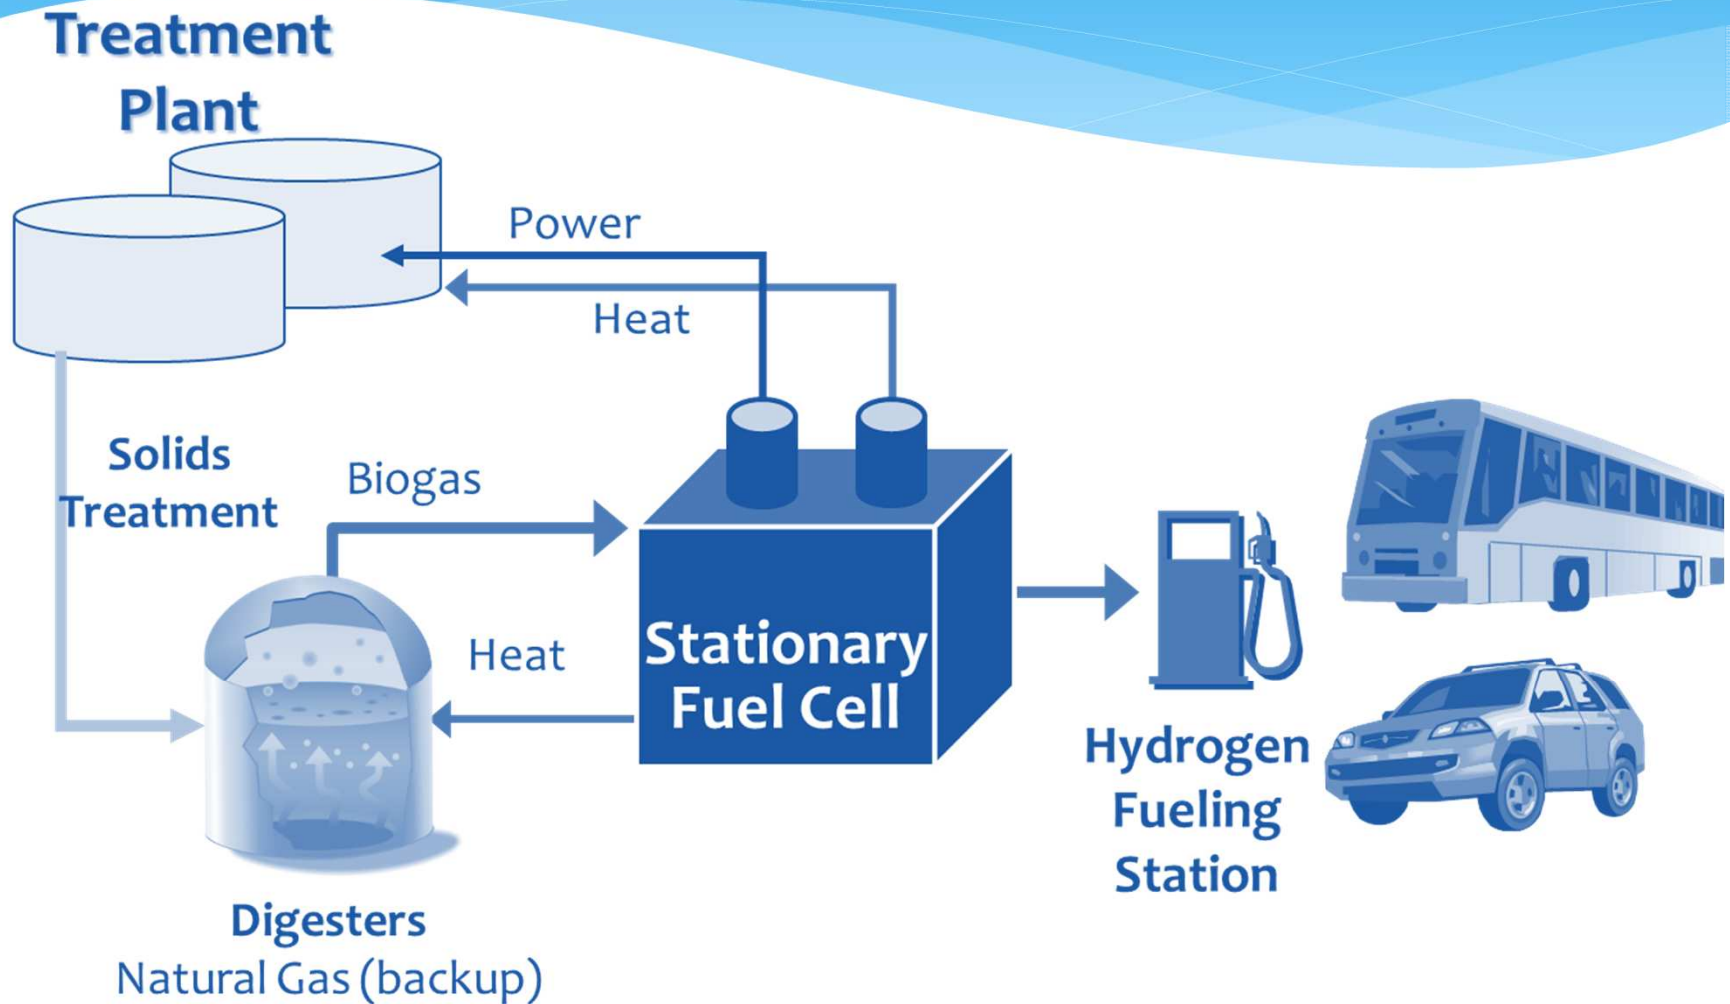 Treatment
Plant
Power
Heat
Solids
Treatment
Biogas
Heat
Stationary
Fuel Cell
Hydrogen
Fueling
Station
Digesters
Natural Gas (backup)